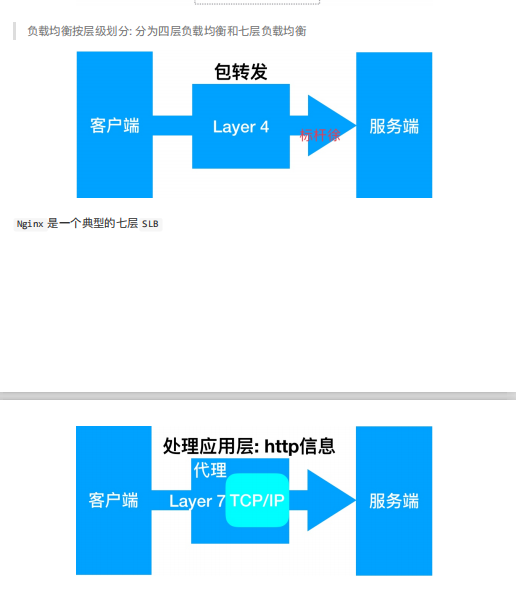 负载均衡按层级划分: 分为四层负载均衡和七层负载均衡
包转发
客户端
Layer 4
标杆徐
服务端
Nginx 是一个典型的七层 SLB
处理应用层: http信息
代理
客户端
Layer 7
TCP/IP
服务端